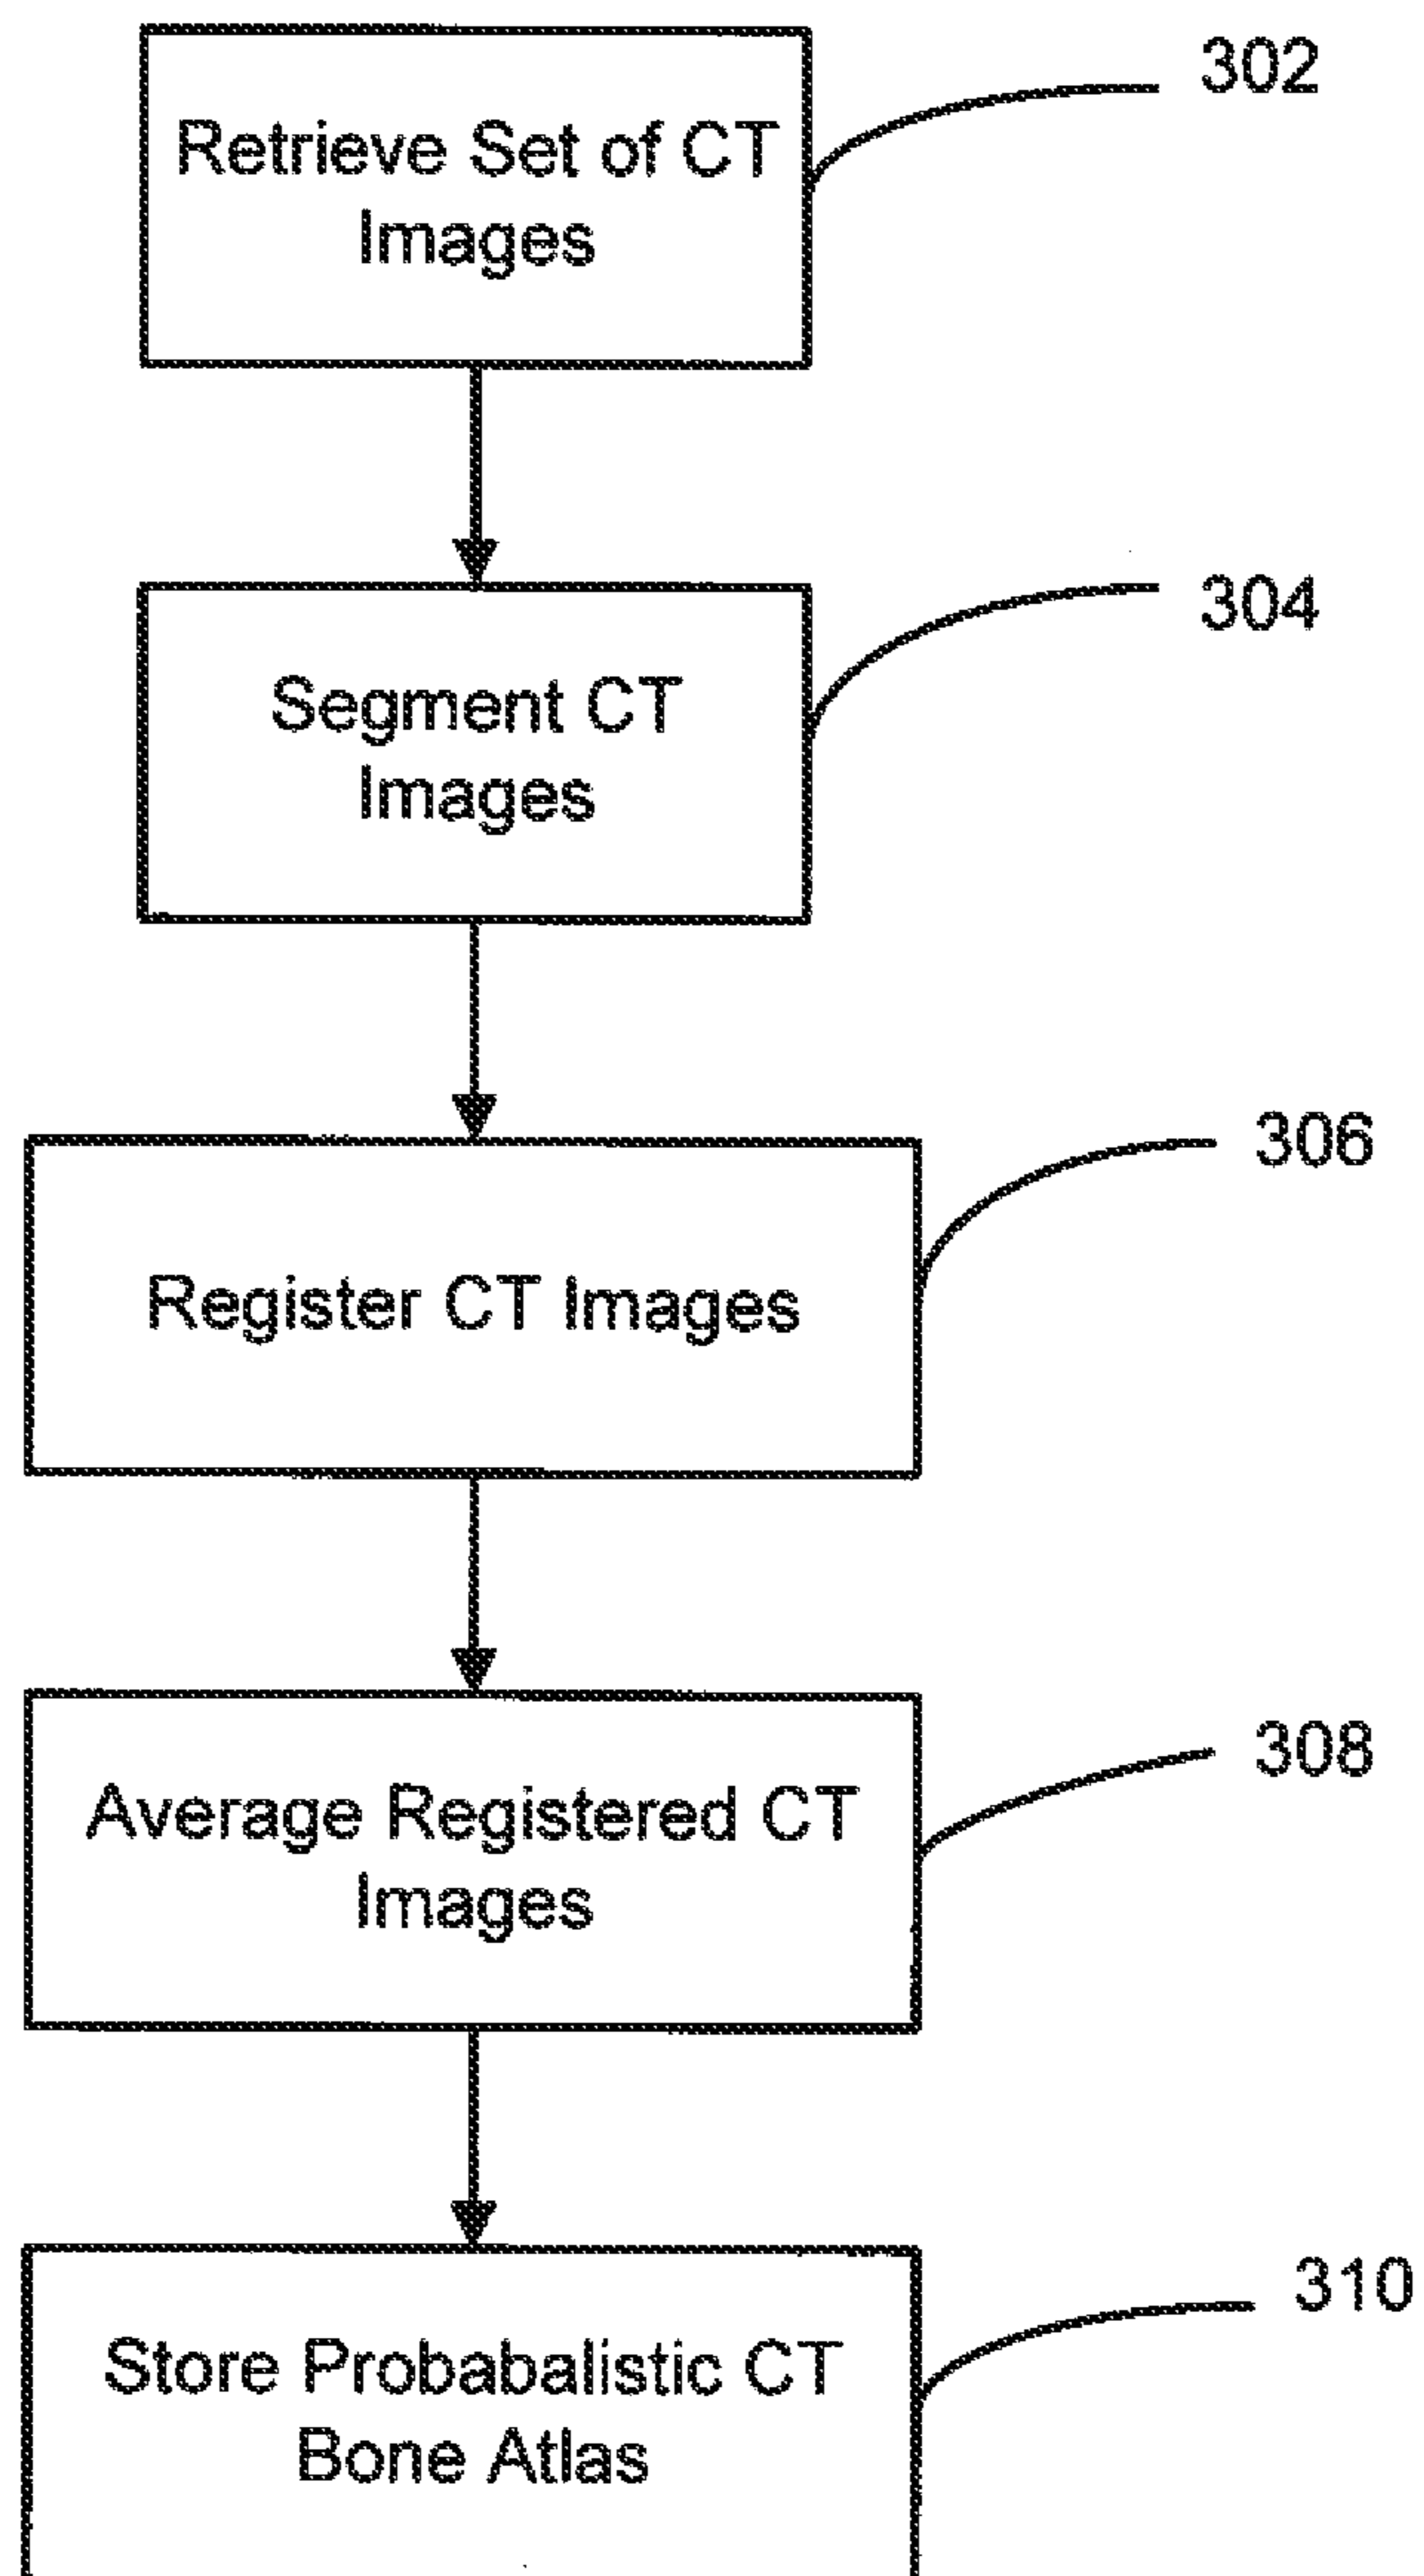 302
Retrieve Set of CT
Images
304
Segment CT
Images
306
Register CT Images
308
Average Registered CT
Images
310
Store Probabalistic CT
Bone Atlas